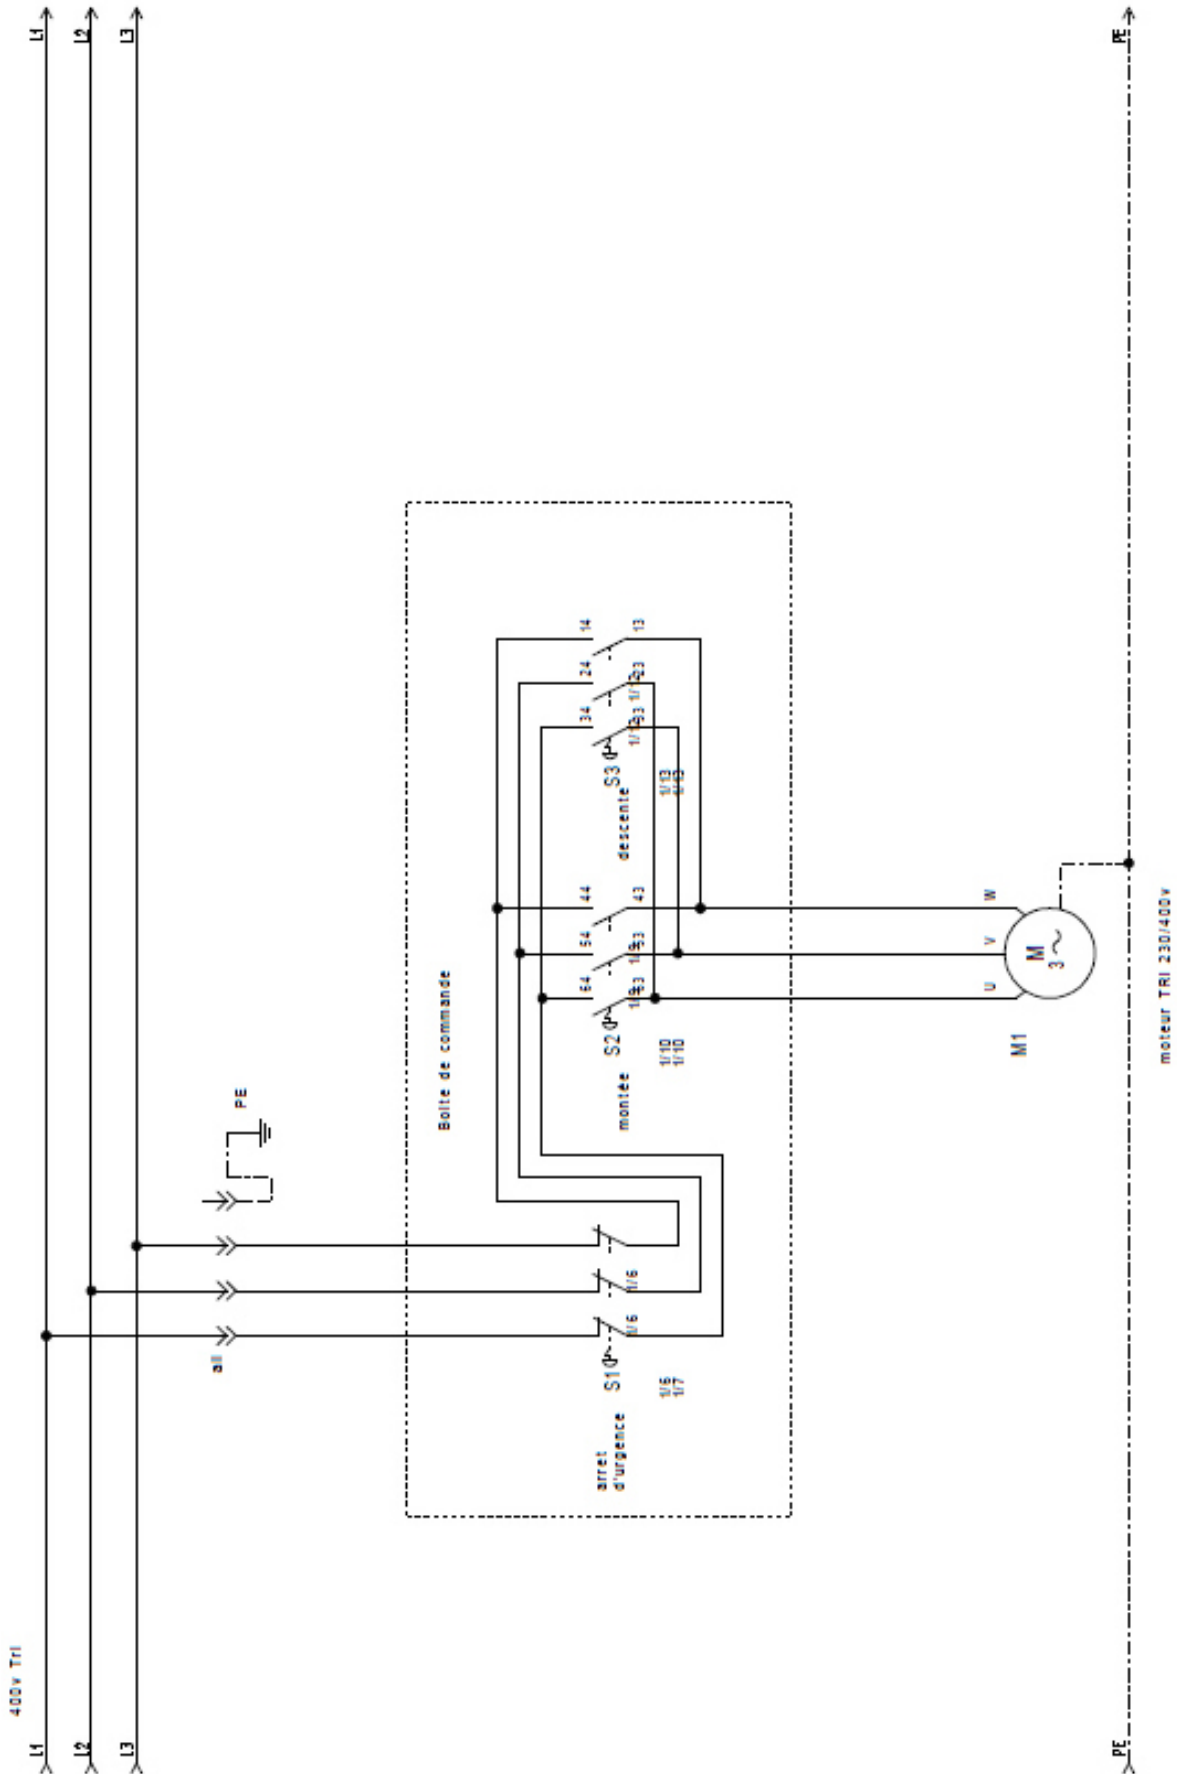 400v Tri
L1
L1
L2
L2
L3
L3
all
PE
Boite de commande
arret
d'urgence
S1
1/6
1/6
1/6
1/7
montée
S2
64
54
44
43
1/10
1/10
descente
S3
34
24
14
13
1/13
1/13
U
V
W
M
3
M1
PE
PE
moteur TRI 230/400v